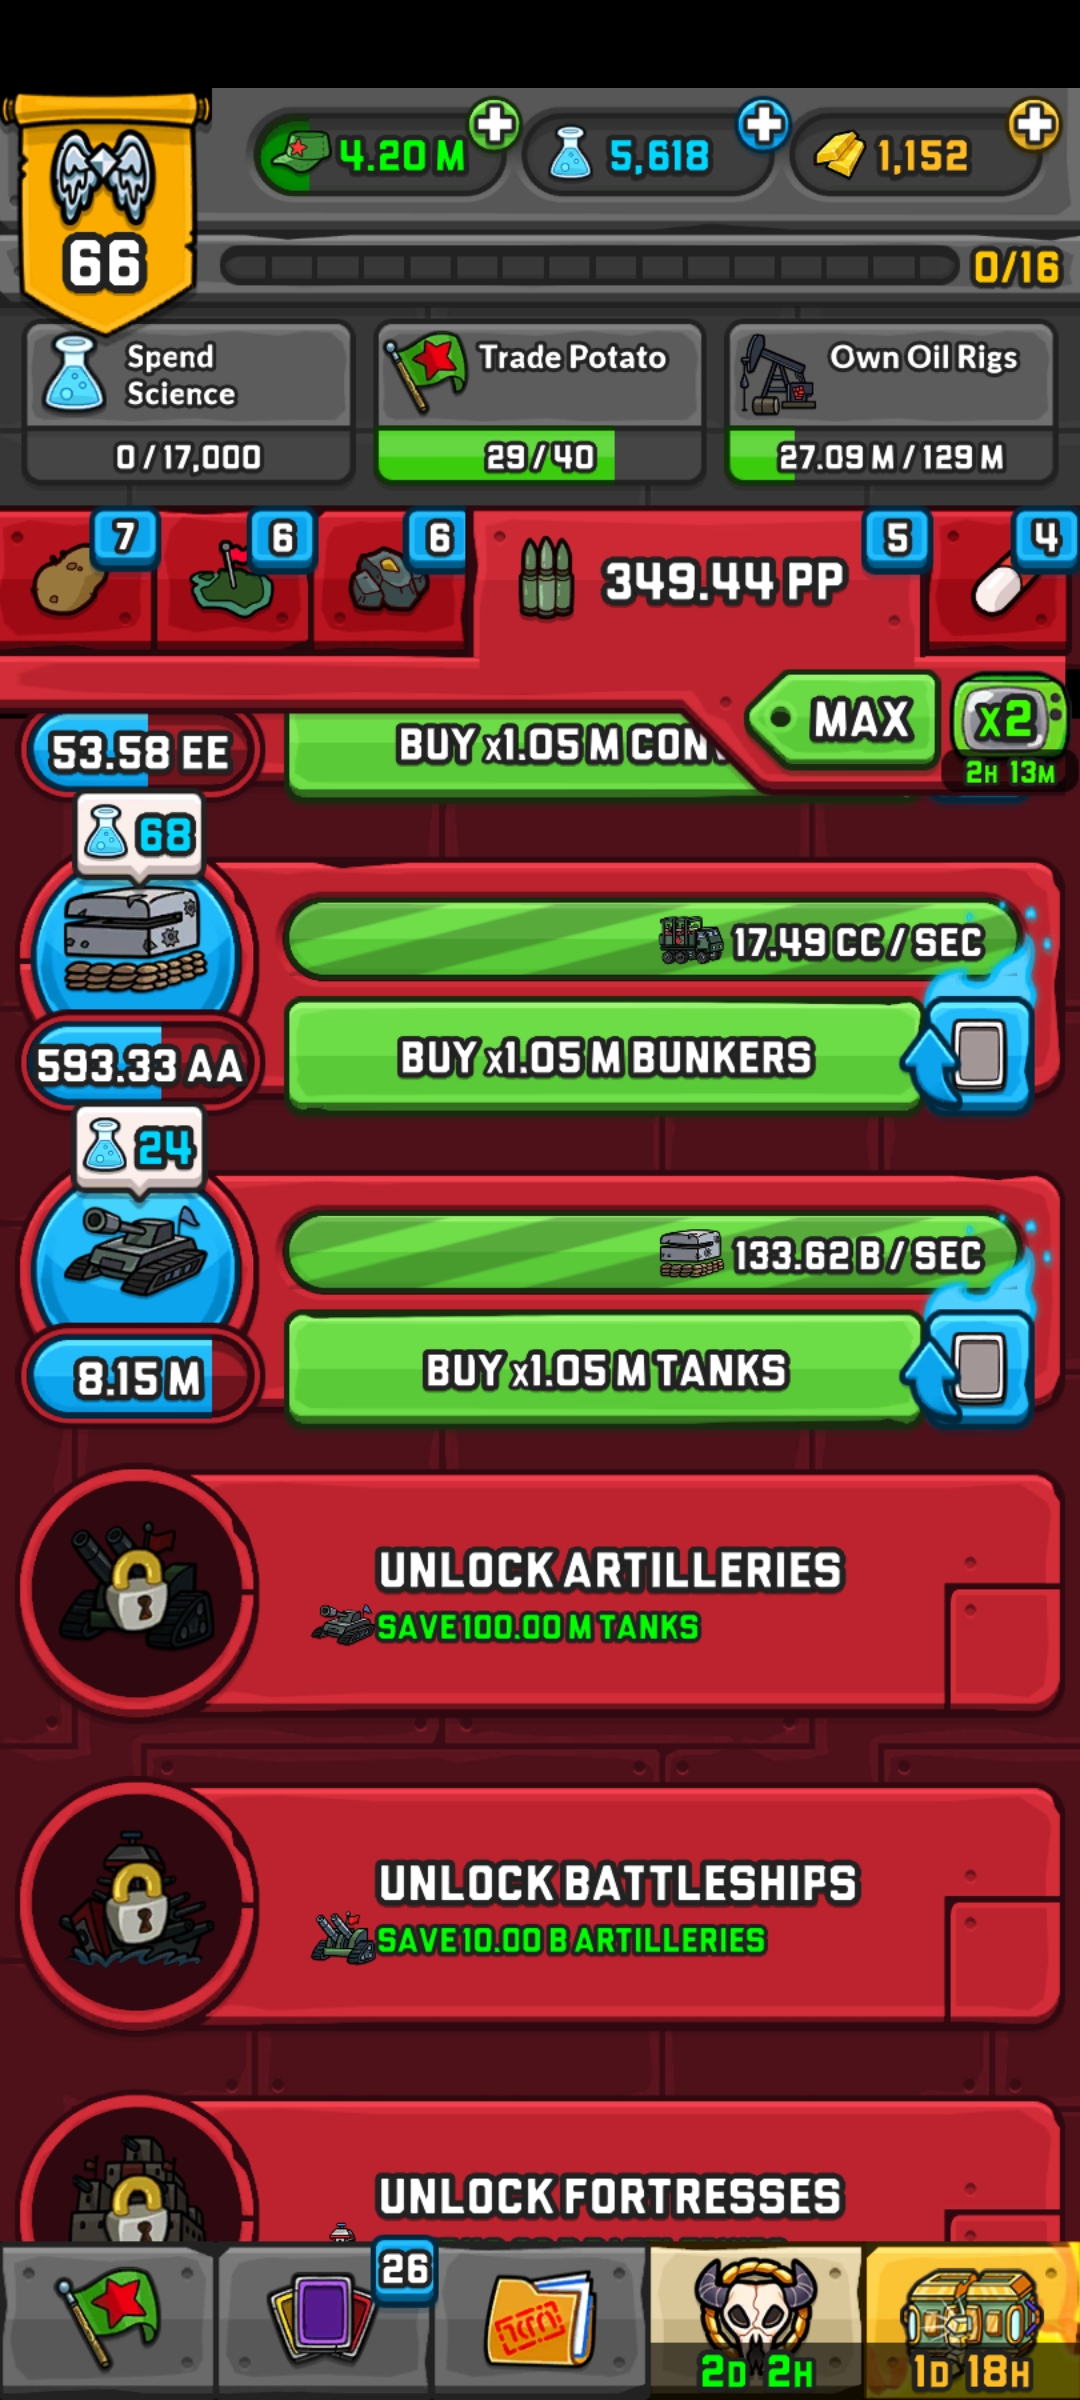 4.20 M
5,618
1,152
66
0/16
Spend
Science
0 / 17,000
Trade Potato
29 / 40
Own Oil Rigs
27.09 M / 129 M
7
6
6
349.44 PP
5
4
MAX
x2
2H 13M
53.58 EE
BUY x1.05 M CON
68
17.49 CC / SEC
593.33 AA
BUY x1.05 M BUNKERS
24
133.62 B / SEC
8.15 M
BUY x1.05 M TANKS
UNLOCK ARTILLERIES
SAVE 100.00 M TANKS
UNLOCK BATTLESHIPS
SAVE 10.00 B ARTILLERIES
UNLOCK FORTRESSES
26
2D 2H
1D 18H